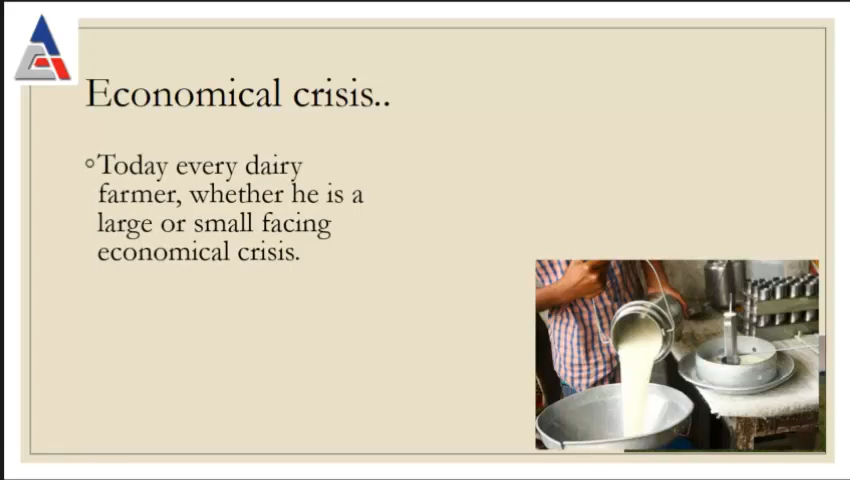 Economical crisis..
°Today every dairy
farmer, whether he is a
large or small facing
economical crisis.